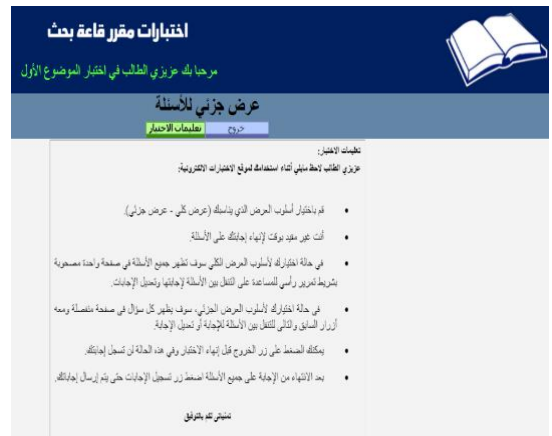 اختبارات مقرر قاعة بحث
مرحبا بك عزيزي الطالب في اختبار الموضوع الأول
عرض جزئي للأسئلة
تعليمات الاختبار
خروج
تعليمات الاختبار:
عزيزي الطالب لاحظ مايلي أثناء استخدامك لموقع الاختبارات الالكترونية:
قم باختيار أسلوب العرض الذي يناسبك (عرض كلي - عرض جزئي).
أنت غير مقيد بوقت لإنهاء إجابتك على الأسئلة.
في حالة اختيارك لأسلوب العرض الكلي سوف تظهر جميع الأسئلة في صفحة واحدة مصحوبة
بشريط تمرير رأسي للمساعدة على التنقل بين الأسئلة لإجابتها وتعديل الإجابات.
في حالة اختيارك لأسلوب العرض الجزئي، سوف يظهر كل سؤال في صفحة منفصلة ومعه
أزرار السابق والتالي للتنقل بين الأسئلة للإجابة أو تعديل الإجابة.
يمكنك الضغط على زر الخروج قبل إنهاء الاختبار وفي هذه الحالة لن تسجل إجابتك.
بعد الانتهاء من الإجابة على جميع الأسئلة اضغط زر تسجيل الإجابات حتى يتم إرسال إجاباتك.
تمنياتي لكم بالتوفيق